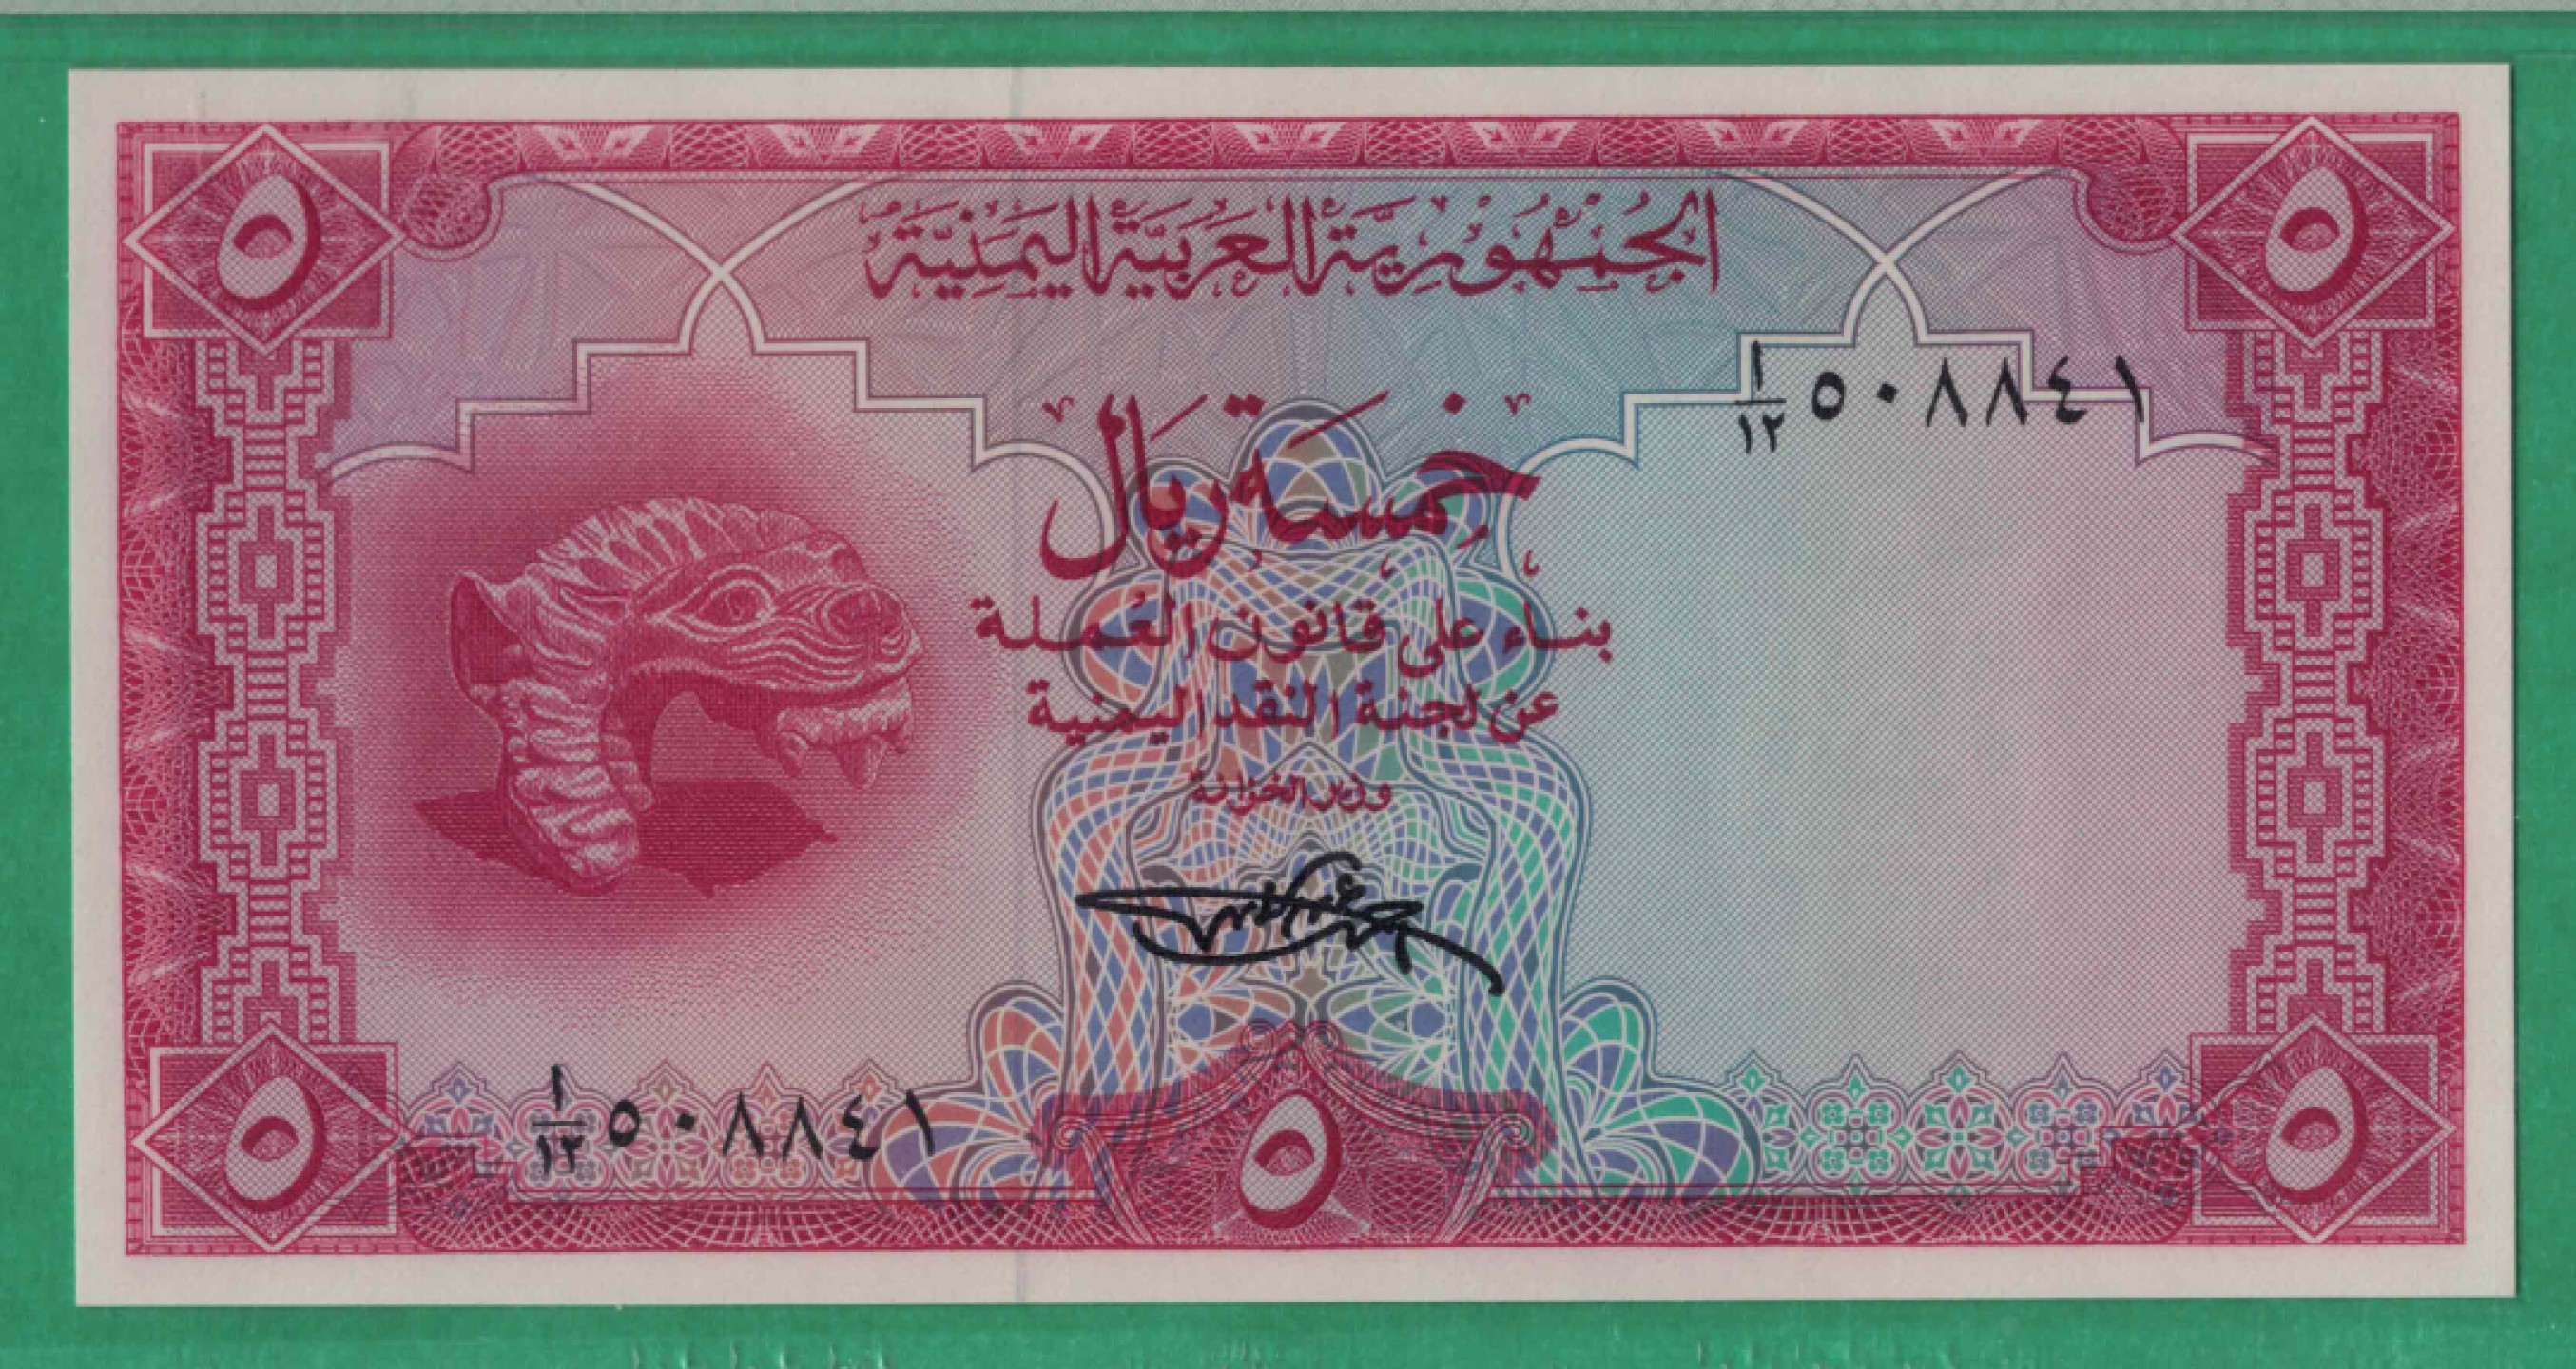 ٥
٥
الجمهورية العربية اليمنية
١/١٢ ٥٠٨٨٤١
خمسة ريال
بناء على قانون العملة
عن لجنة النقد اليمنية
وزير الخزانة
١/١٢ ٥٠٨٨٤١
٥
٥
٥